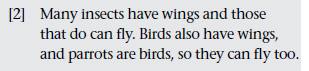 [2] Many insects have wings and those
that do can fly. Birds also have wings,
and parrots are birds, so they can fly too.